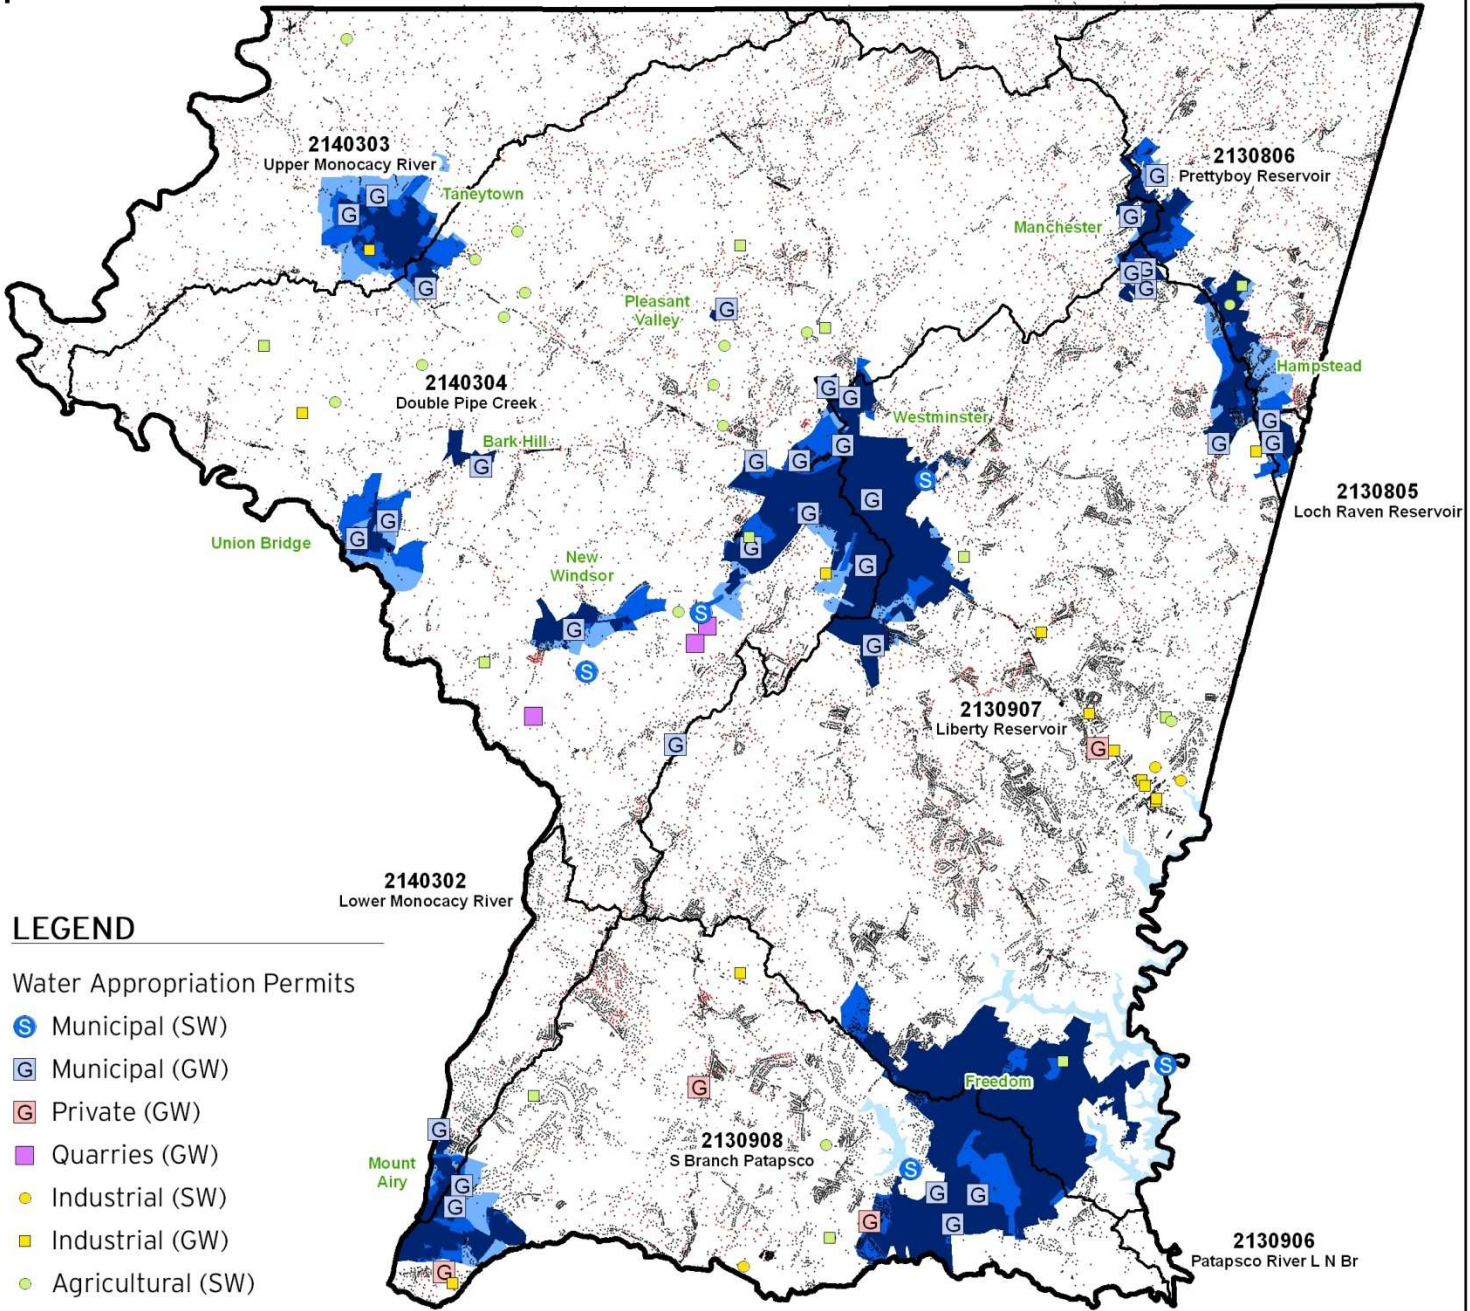 2140303
Upper Monocacy River
Taneytown
2130806
Prettyboy Reservoir
Manchester
Pleasant
Valley
Hampstead
2140304
Double Pipe Creek
Westminster
Bark Hill
2130805
Loch Raven Reservoir
Union Bridge
New
Windsor
2130907
Liberty Reservoir
2140302
Lower Monocacy River
Freedom
2130908
S Branch Patapsco
Mount
Airy
2130906
Patapsco River L N Br
LEGEND
Water Appropriation Permits
S Municipal (SW)
G Municipal (GW)
G Private (GW)
Quarries (GW)
Industrial (SW)
Industrial (GW)
Agricultural (SW)